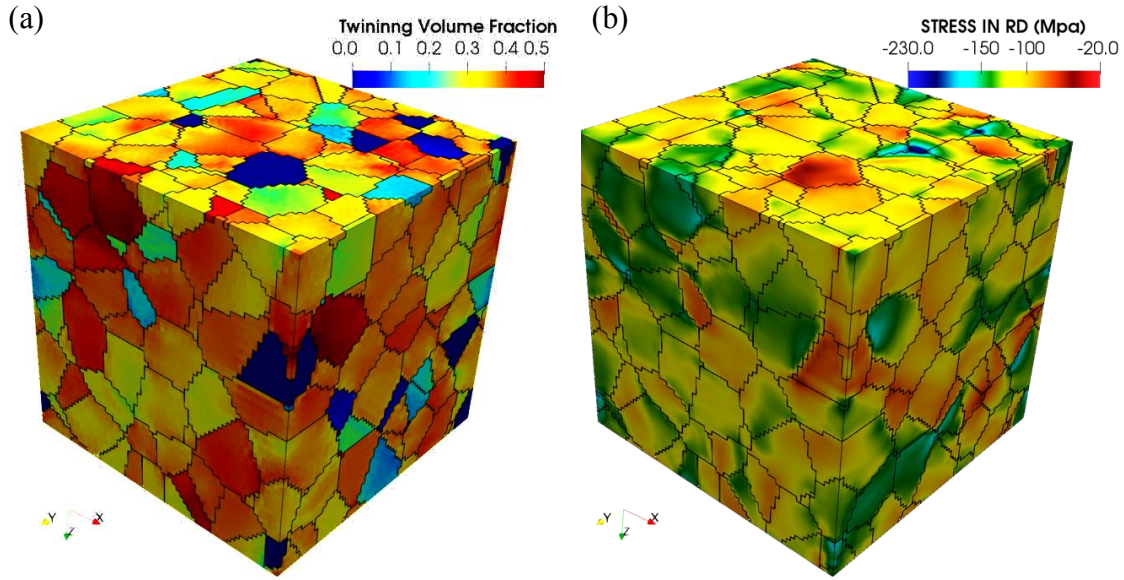 (a)
Twininng Volume Fraction
0.0 0.1 0.2 0.3 0.4 0.5
Y Z X
(b)
STRESS IN RD (Mpa)
-230.0 -150 -100 -20.0
Y Z X